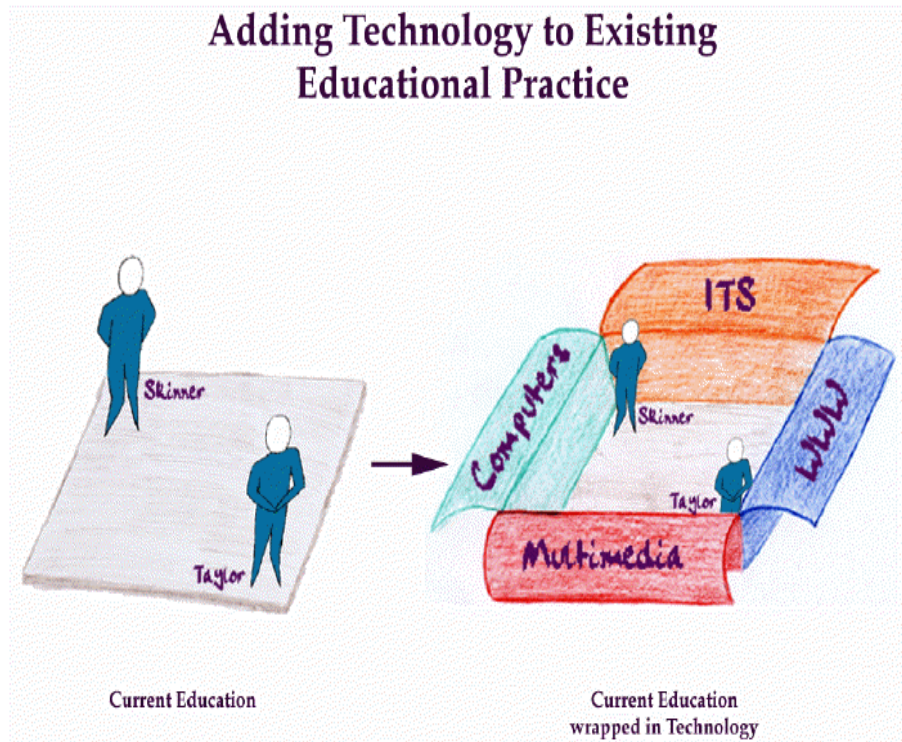 Adding Technology to Existing
Educational Practice
Skinner
Taylor
Computers
ITS
Skinner
WWW
Taylor
Multimedia
Current Education
Current Education
wrapped in Technology